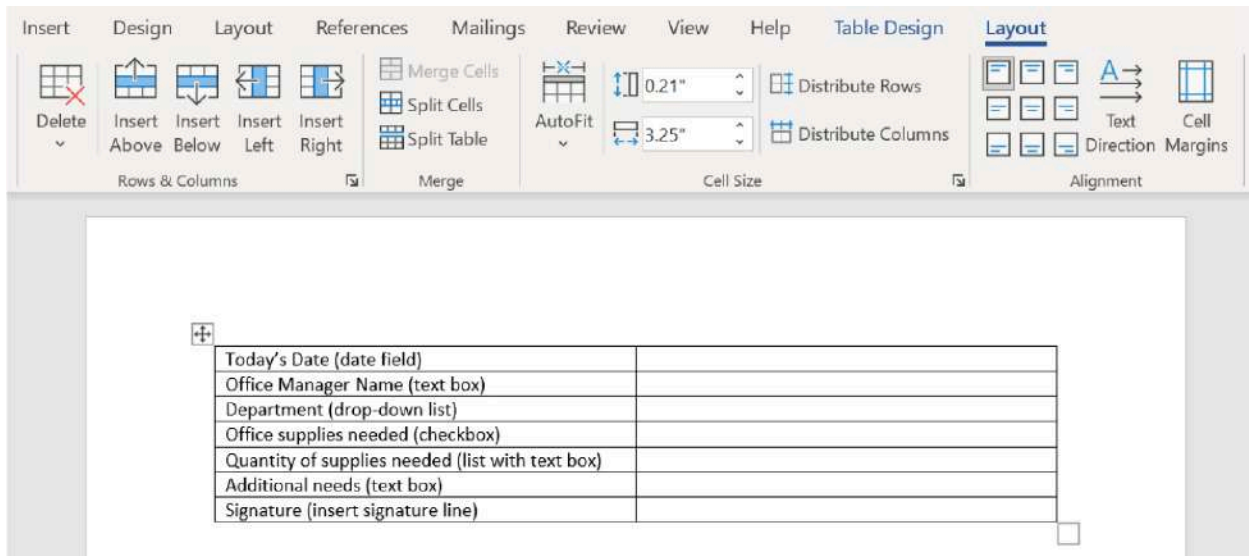 Insert Design Layout References Mailings Review View Help Table Design Layout
Merge Cells
0.21"
Distribute Rows
Split Cells
Delete Insert Insert Insert Insert AutoFit
Above Below Left Right
Split Table
3.25"
Distribute Columns
Text Cell
Direction Margins
Rows & Columns Merge Cell Size Alignment
Today's Date (date field)
Office Manager Name (text box)
Department (drop-down list)
Office supplies needed (checkbox)
Quantity of supplies needed (list with text box)
Additional needs (text box)
Signature (insert signature line)